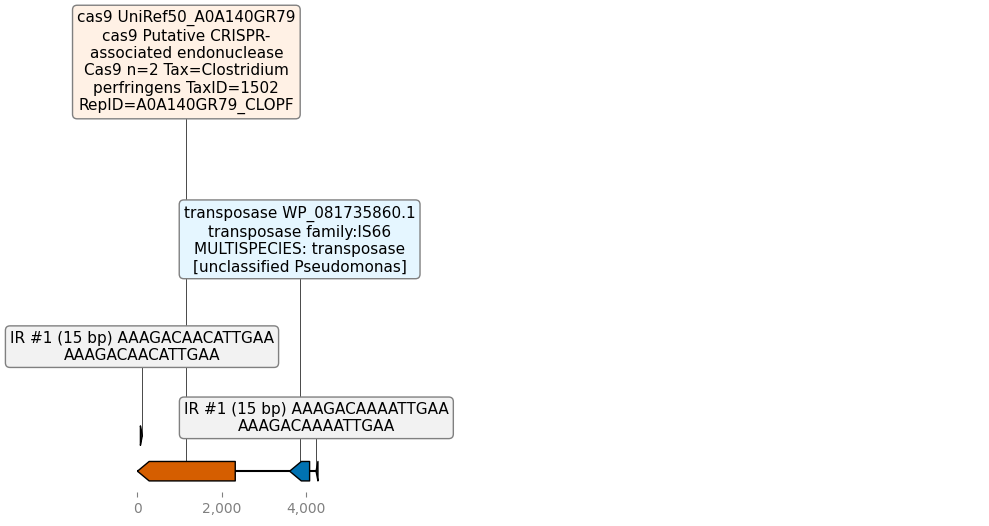 cas9 UniRef50_A0A140GR79
cas9 Putative CRISPR-
associated endonuclease
Cas9 n=2 Tax=Clostridium
perfringens TaxID=1502
RepID=A0A140GR79_CLOPF
transposase WP_081735860.1
transposase family:IS66
MULTISPECIES: transposase
[unclassified Pseudomonas]
IR #1 (15 bp) AAAGACAACATTGAA
AAAGACAACATTGAA
IR #1 (15 bp) AAAGACAAAATTGAA
AAAGACAAAATTGAA
0 2,000 4,000